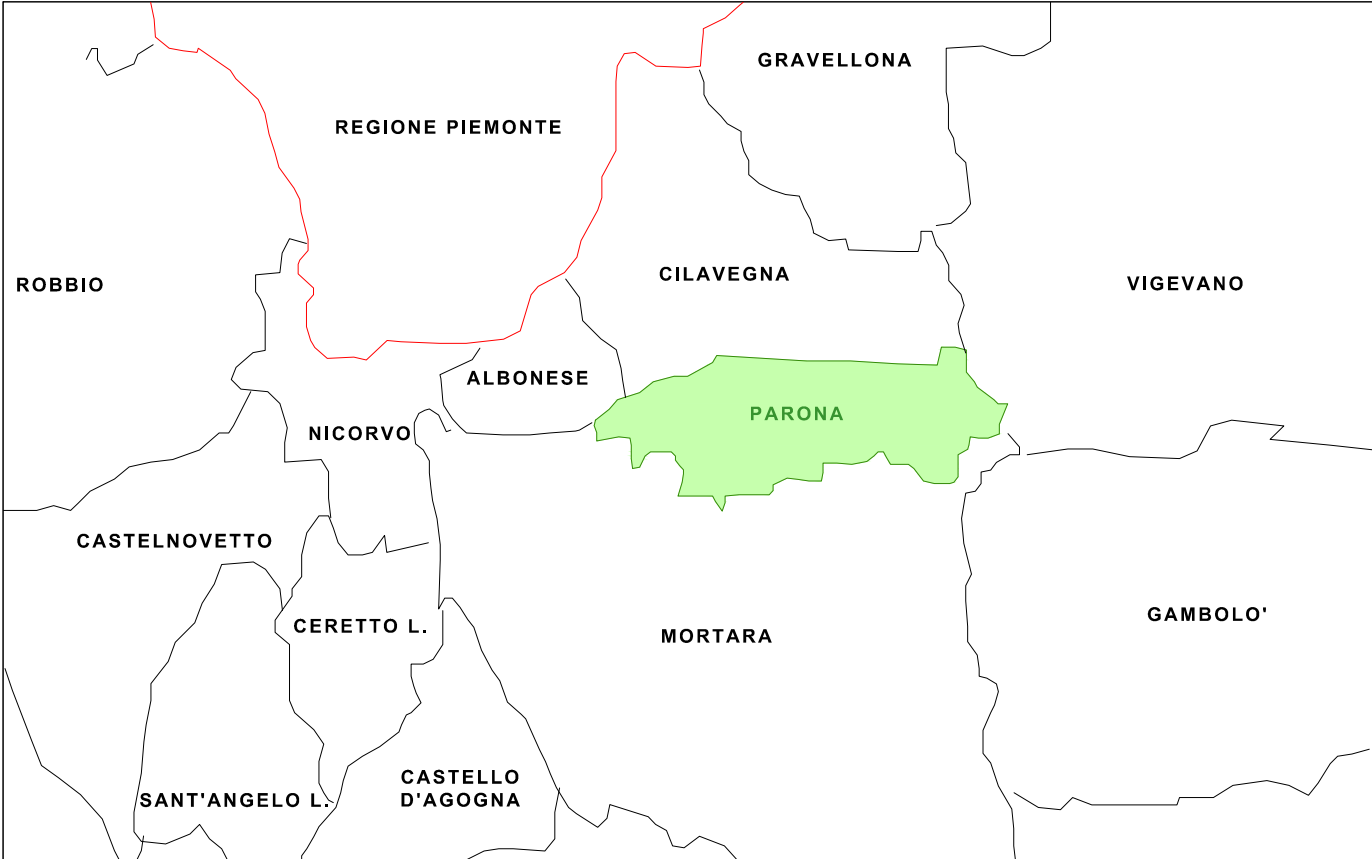 GRAVELLONA
REGIONE PIEMONTE
CILAVEGNA
ROBBIO
VIGEVANO
ALBONESE
PARONA
NICORVO
CASTELNOVETTO
CERETTO L.
MORTARA
GAMBOLO'
CASTELLO
D'AGOGNA
SANT'ANGELO L.